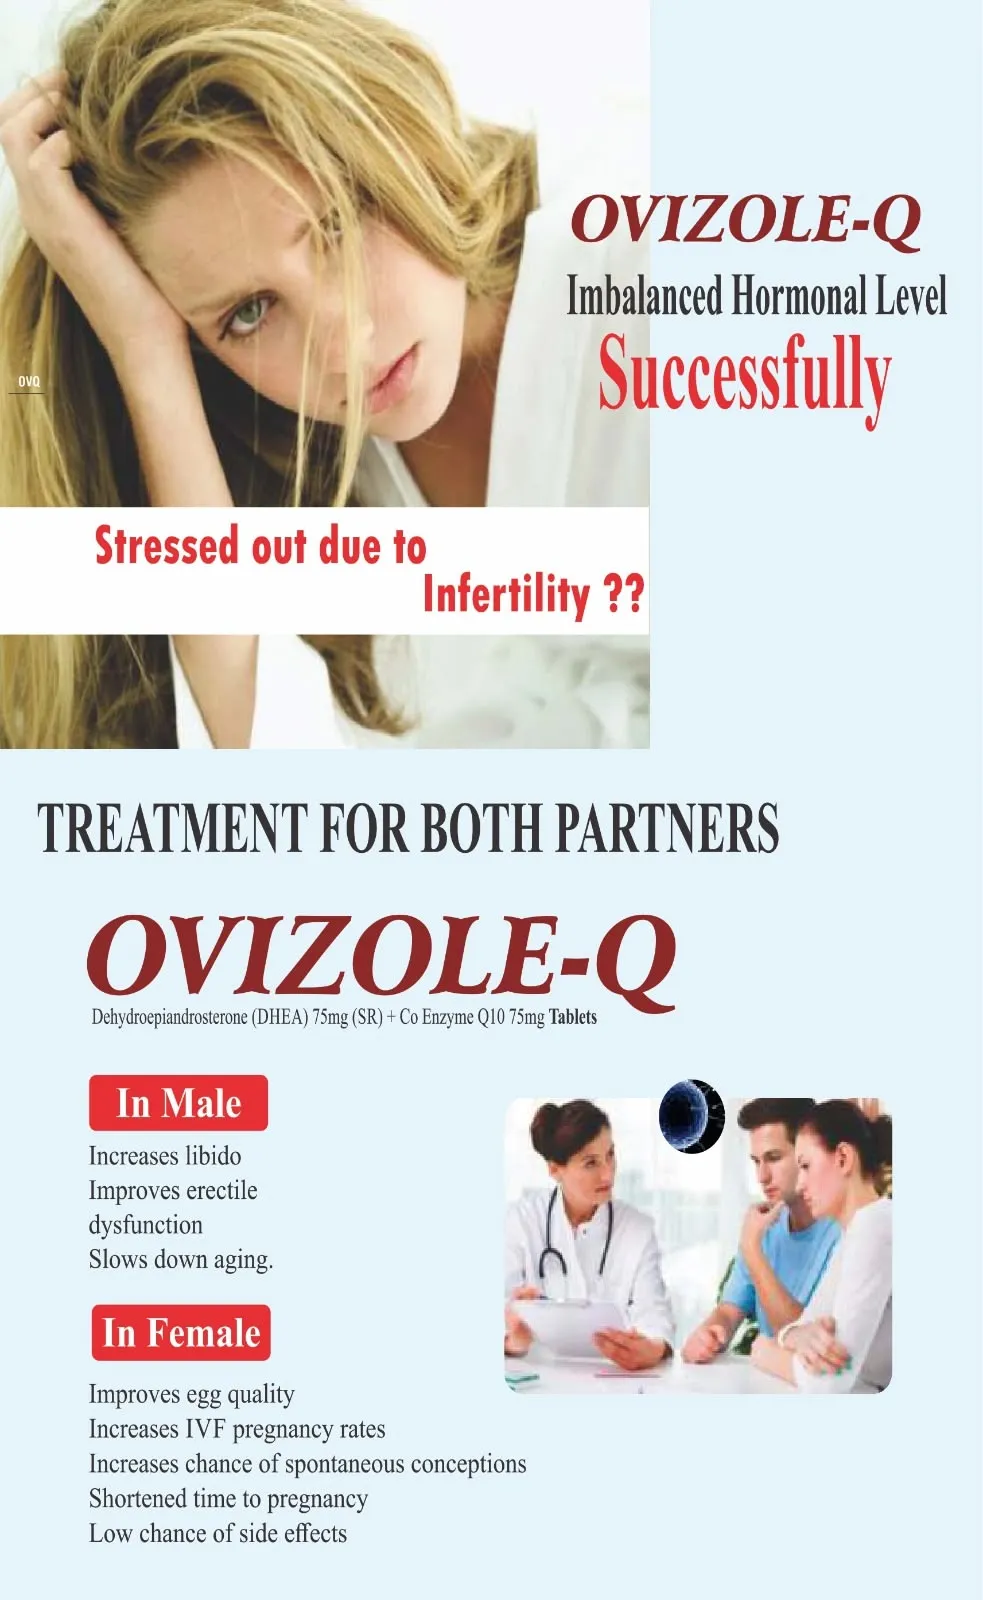 OVIZOLE-Q
Imbalanced Hormonal Level
Successfully
OVQ
Stressed out due to
Infertility ??
TREATMENT FOR BOTH PARTNERS
OVIZOLE-Q
Dehydroepiandrosterone (DHEA) 75mg (SR) + Co Enzyme Q10 75mg Tablets
In Male
Increases libido
Improves erectile
dysfunction
Slows down aging.
In Female
Improves egg quality
Increases IVF pregnancy rates
Increases chance of spontaneous conceptions
Shortened time to pregnancy
Low chance of side effects